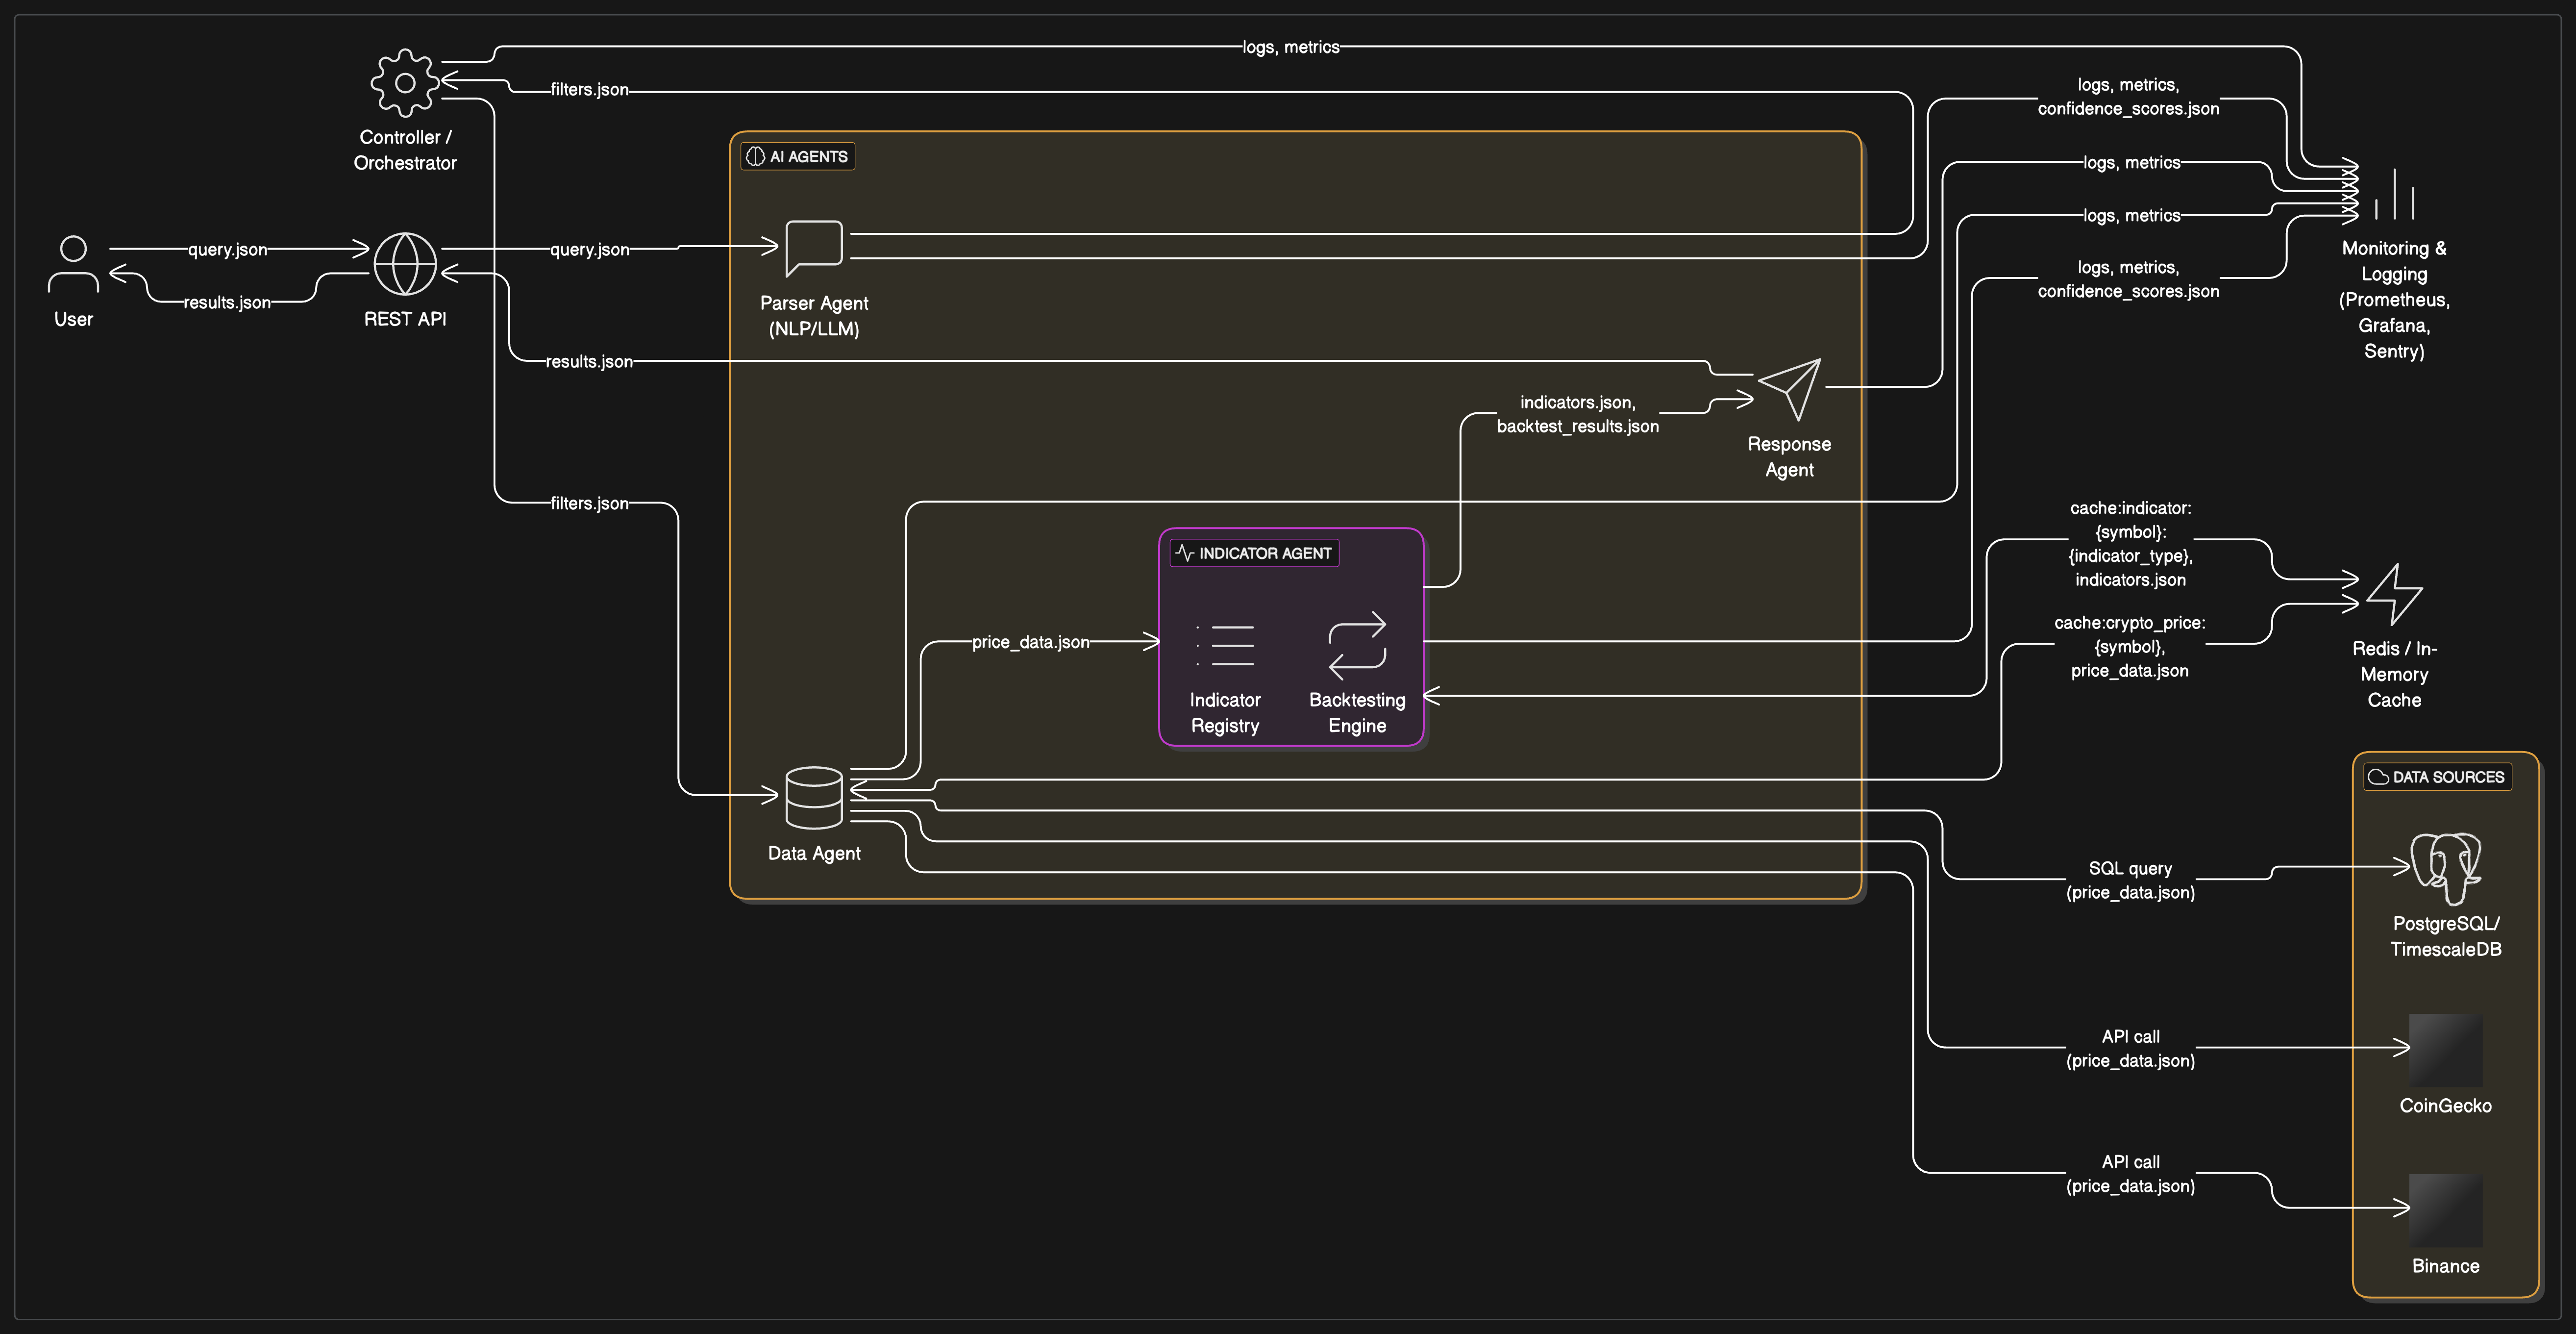 logs, metrics
filters.json
Controller /
Orchestrator
logs, metrics,
confidence_scores.json
AI AGENTS
logs, metrics
logs, metrics
query.json
query.json
results.json
User
REST API
Parser Agent
(NLP/LLM)
Monitoring &
Logging
(Prometheus,
Grafana,
Sentry)
logs, metrics,
confidence_scores.json
results.json
indicators.json,
backtest_results.json
Response
Agent
filters.json
INDICATOR AGENT
cache:indicator:
{symbol}:
{indicator_type},
indicators.json
price_data.json
Indicator
Registry
Backtesting
Engine
cache:crypto_price:
{symbol},
price_data.json
Redis / In-
Memory
Cache
DATA SOURCES
Data Agent
SQL query
(price_data.json)
PostgreSQL/
TimescaleDB
API call
(price_data.json)
CoinGecko
API call
(price_data.json)
Binance